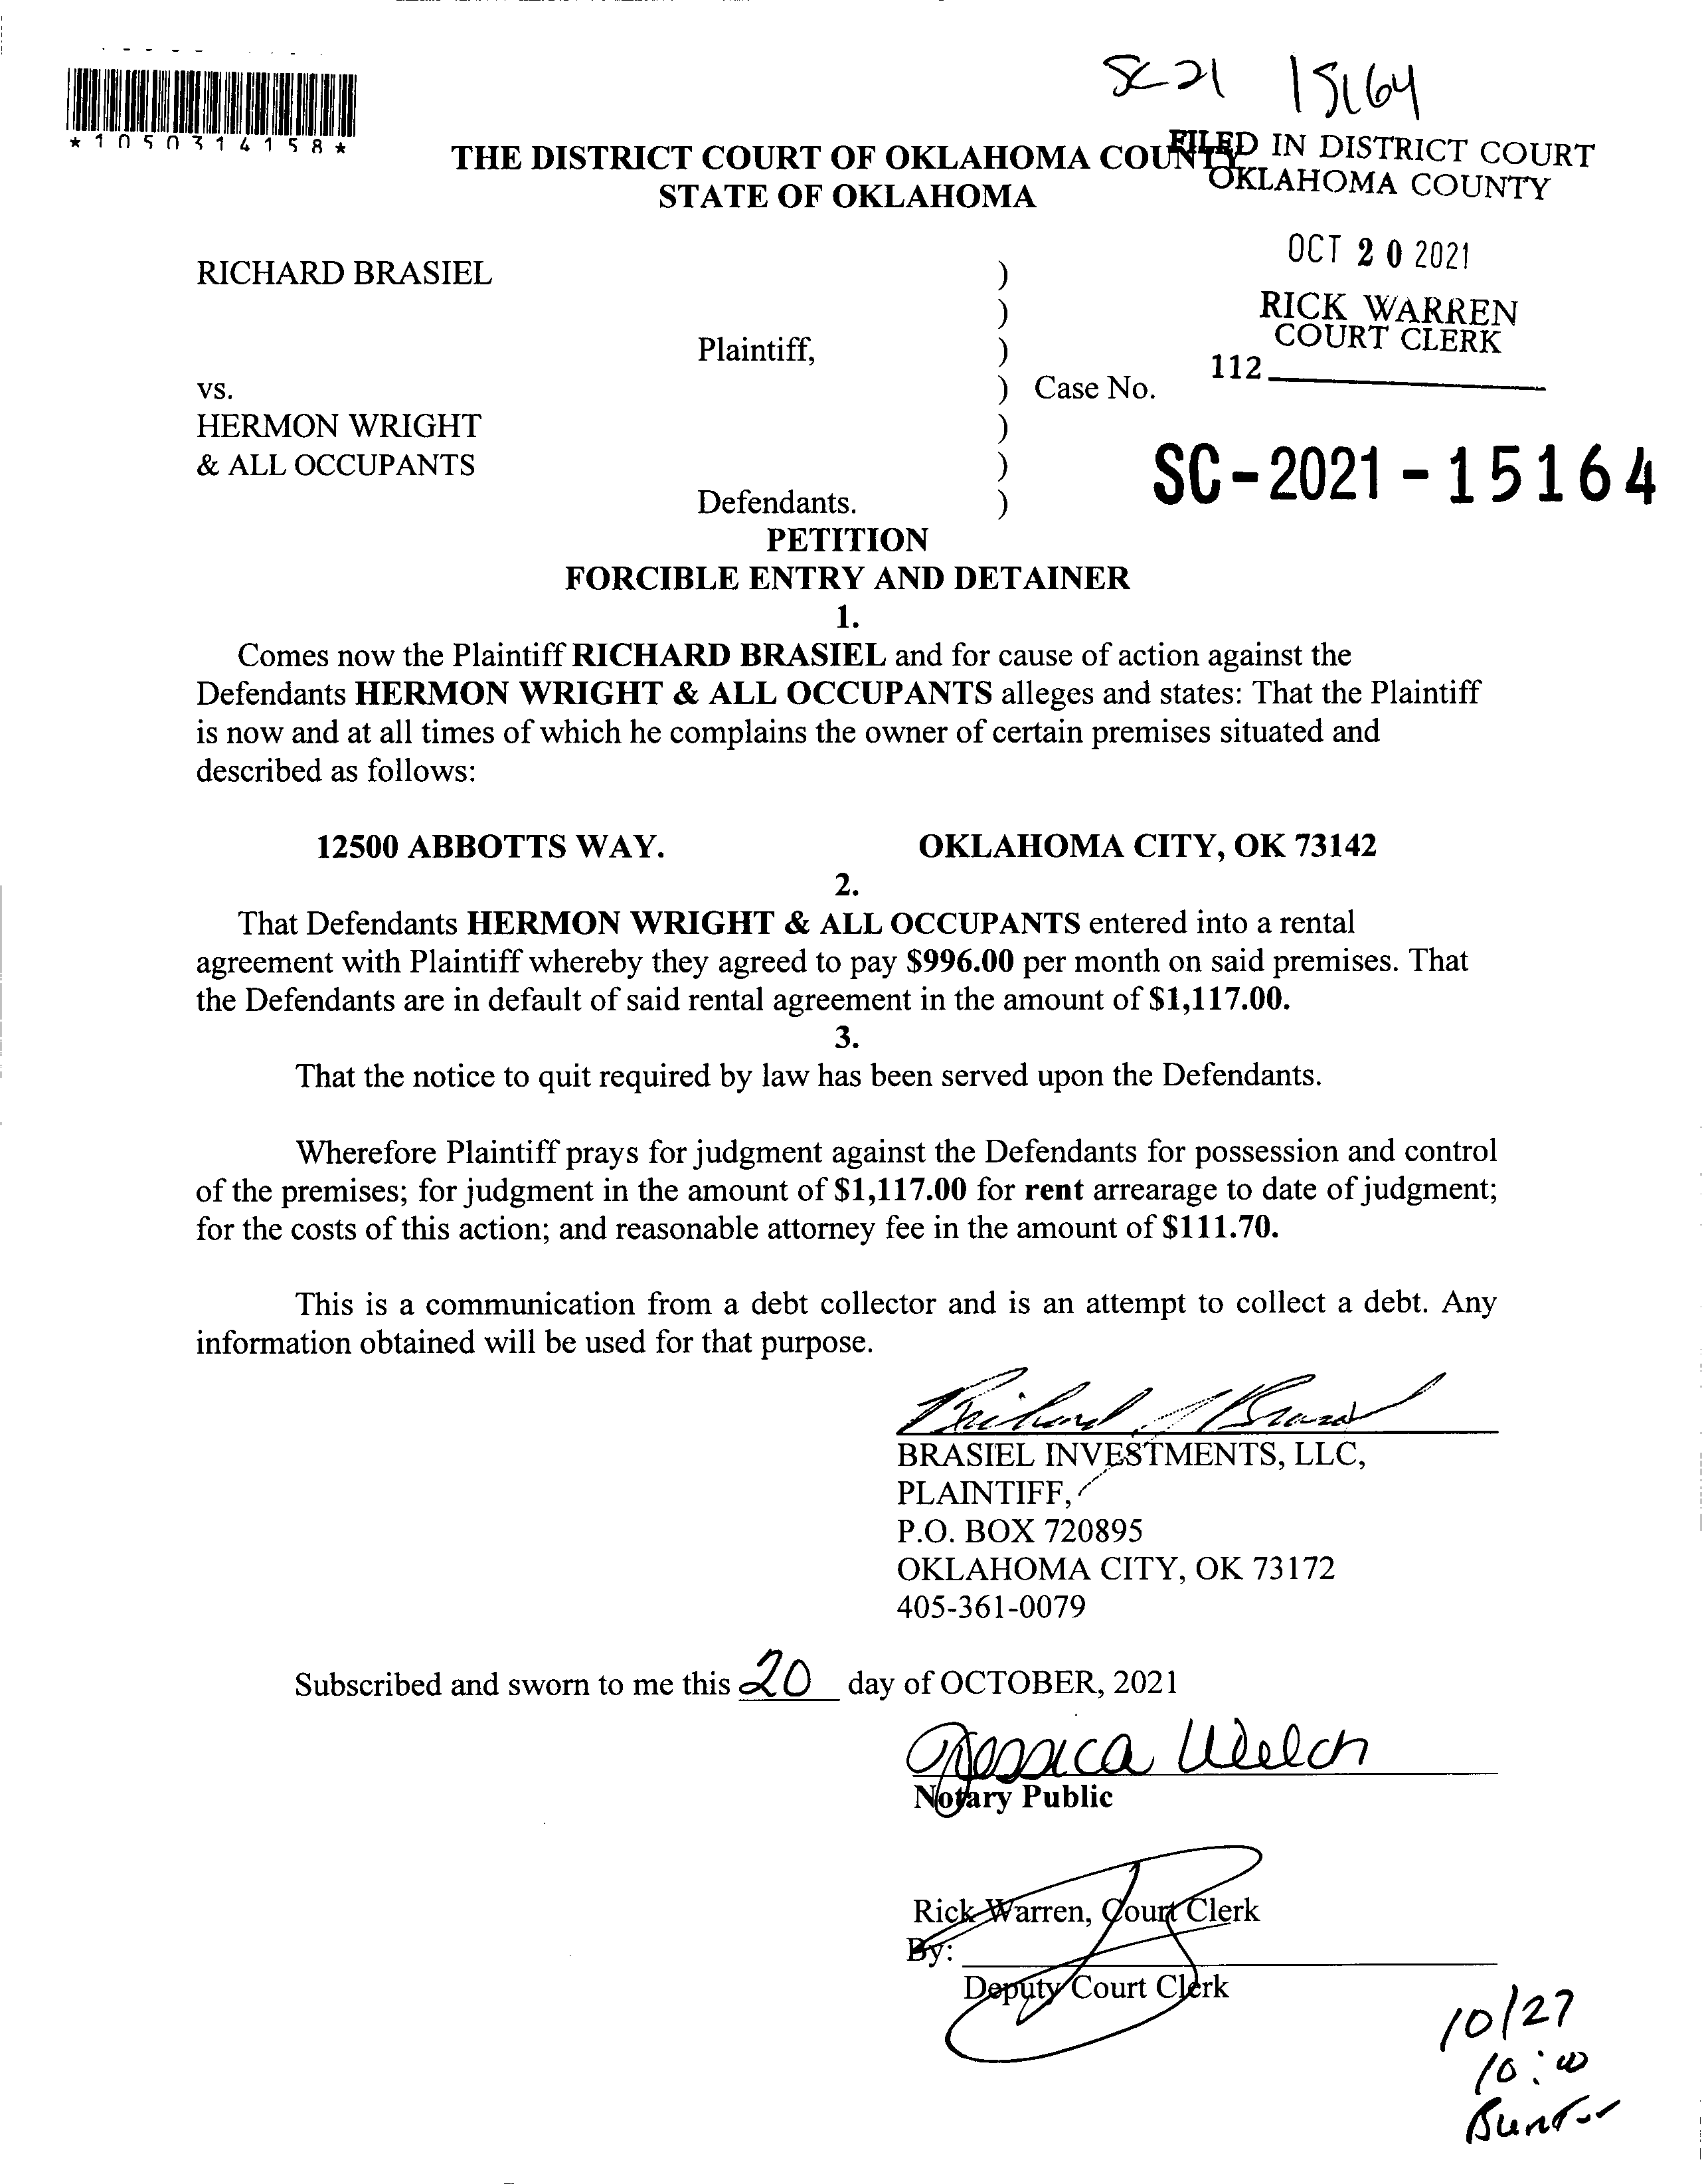 SC-21 15164
*1050314158*
THE DISTRICT COURT OF OKLAHOMA COUNTY
STATE OF OKLAHOMA
FILED IN DISTRICT COURT
OKLAHOMA COUNTY
OCT 20 2021
RICK WARREN
COURT CLERK
112
RICHARD BRASIEL )
)
Plaintiff, )
vs. ) Case No.
HERMON WRIGHT )
& ALL OCCUPANTS )
Defendants. )
SC-2021-15164
PETITION
FORCIBLE ENTRY AND DETAINER
1.
Comes now the Plaintiff RICHARD BRASIEL and for cause of action against the
Defendants HERMON WRIGHT & ALL OCCUPANTS alleges and states: That the Plaintiff
is now and at all times of which he complains the owner of certain premises situated and
described as follows:
12500 ABBOTTS WAY. OKLAHOMA CITY, OK 73142
2.
That Defendants HERMON WRIGHT & ALL OCCUPANTS entered into a rental
agreement with Plaintiff whereby they agreed to pay $996.00 per month on said premises. That
the Defendants are in default of said rental agreement in the amount of $1,117.00.
3.
That the notice to quit required by law has been served upon the Defendants.
Wherefore Plaintiff prays for judgment against the Defendants for possession and control
of the premises; for judgment in the amount of $1,117.00 for rent arrearage to date of judgment;
for the costs of this action; and reasonable attorney fee in the amount of $111.70.
This is a communication from a debt collector and is an attempt to collect a debt. Any
information obtained will be used for that purpose.
BRASIEL INVESTMENTS, LLC,
PLAINTIFF,
P.O. BOX 720895
OKLAHOMA CITY, OK 73172
405-361-0079
Subscribed and sworn to me this 20 day of OCTOBER, 2021
Jessica Welch
Notary Public
Rick Warren, Court Clerk
By:
Deputy Court Clerk
10/27
10:00